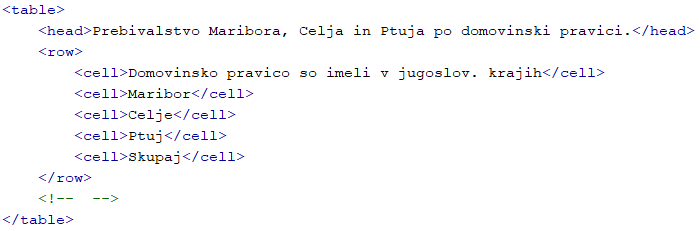 <table>
<head>Prebivalstvo Maribora, Celja in Ptuja po domovinski pravici.</head>
<row>
<cell>Domovinsko pravico so imeli v jugoslov. krajih</cell>
<cell>Maribor</cell>
<cell>Celje</cell>
<cell>Ptuj</cell>
<cell>Skupaj</cell>
</row>
<!--  -->
</table>